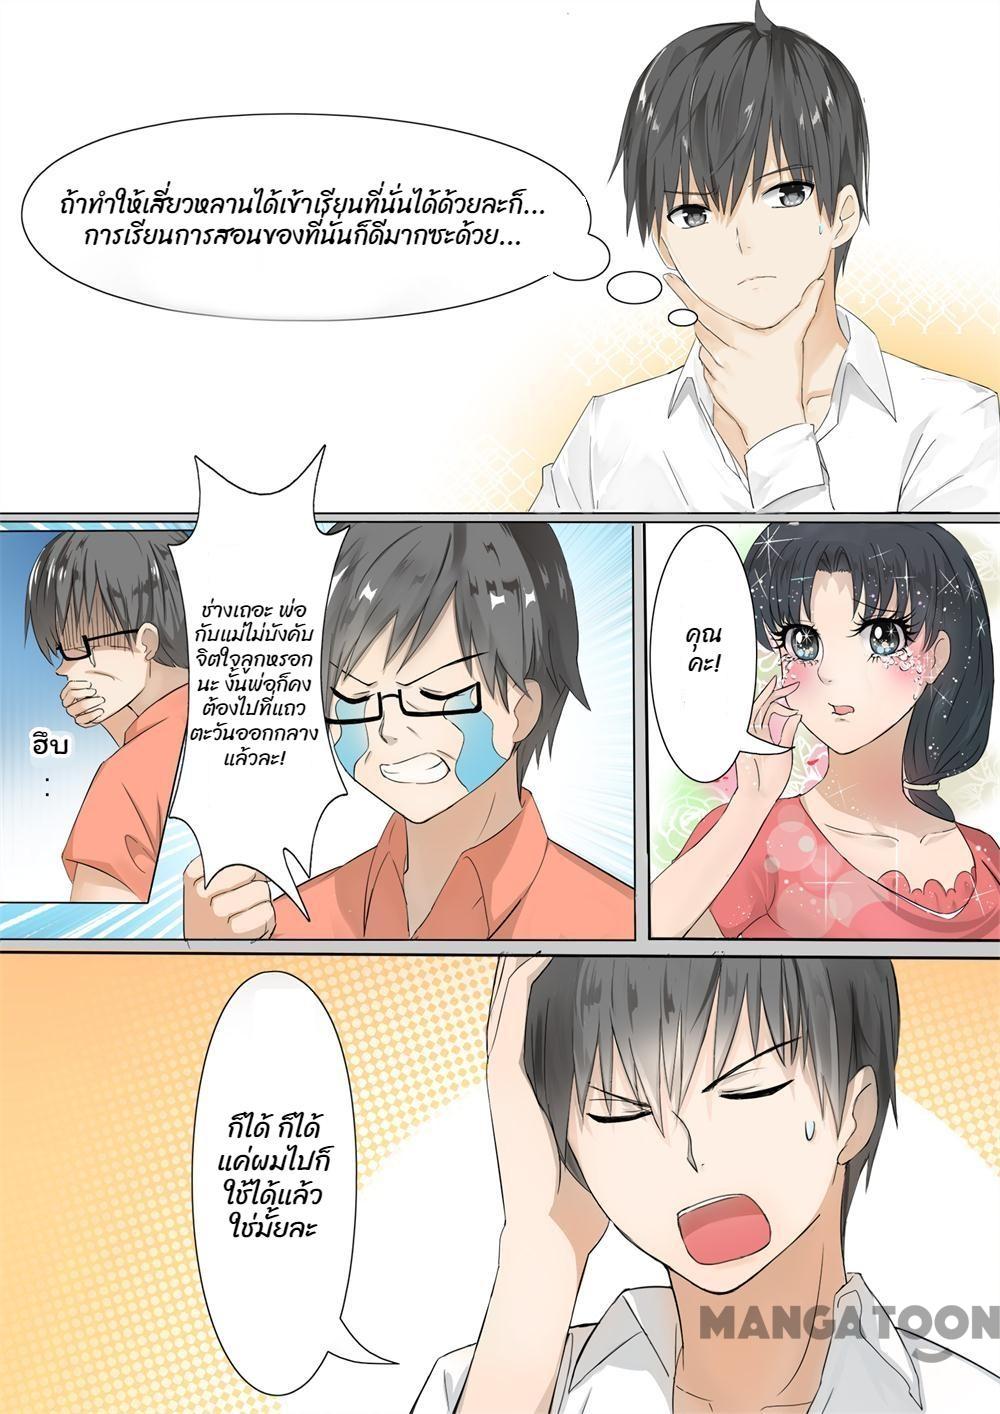 ถ้าทำให้เสี่ยวหลานได้เข้าเรียนที่นั่นได้ด้วยละก็...
การเรียนการสอนของที่นั่นก็ดีมากซะด้วย...
ฮึบ
ช่างเถอะ พ่อ
กับแม่ไม่บังคับ
จิตใจลูกหรอก
นะ งั้นพ่อก็คง
ต้องไปที่แถว
ตะวันออกกลาง
แล้วละ!
คุณ
คะ!
ก็ได้ ก็ได้
แค่ผมไปก็
ใช้ได้แล้ว
ใช่มั้ยละ
MANGATOON